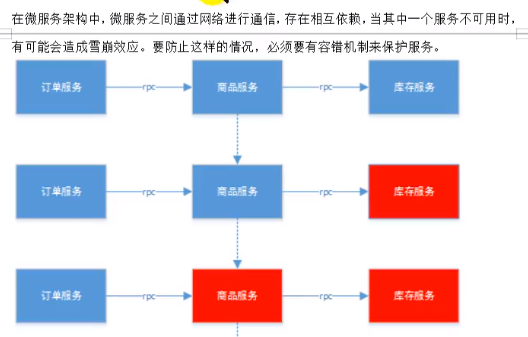 在微服务架构中，微服务之间通过网络进行通信，存在相互依赖，当其中一个服务不可用时，
有可能会造成雪崩效应。要防止这样的情况，必须要有容错机制来保护服务。
订单服务 rpc 商品服务 rpc 库存服务
订单服务 rpc 商品服务 rpc 库存服务
订单服务 rpc 商品服务 rpc 库存服务